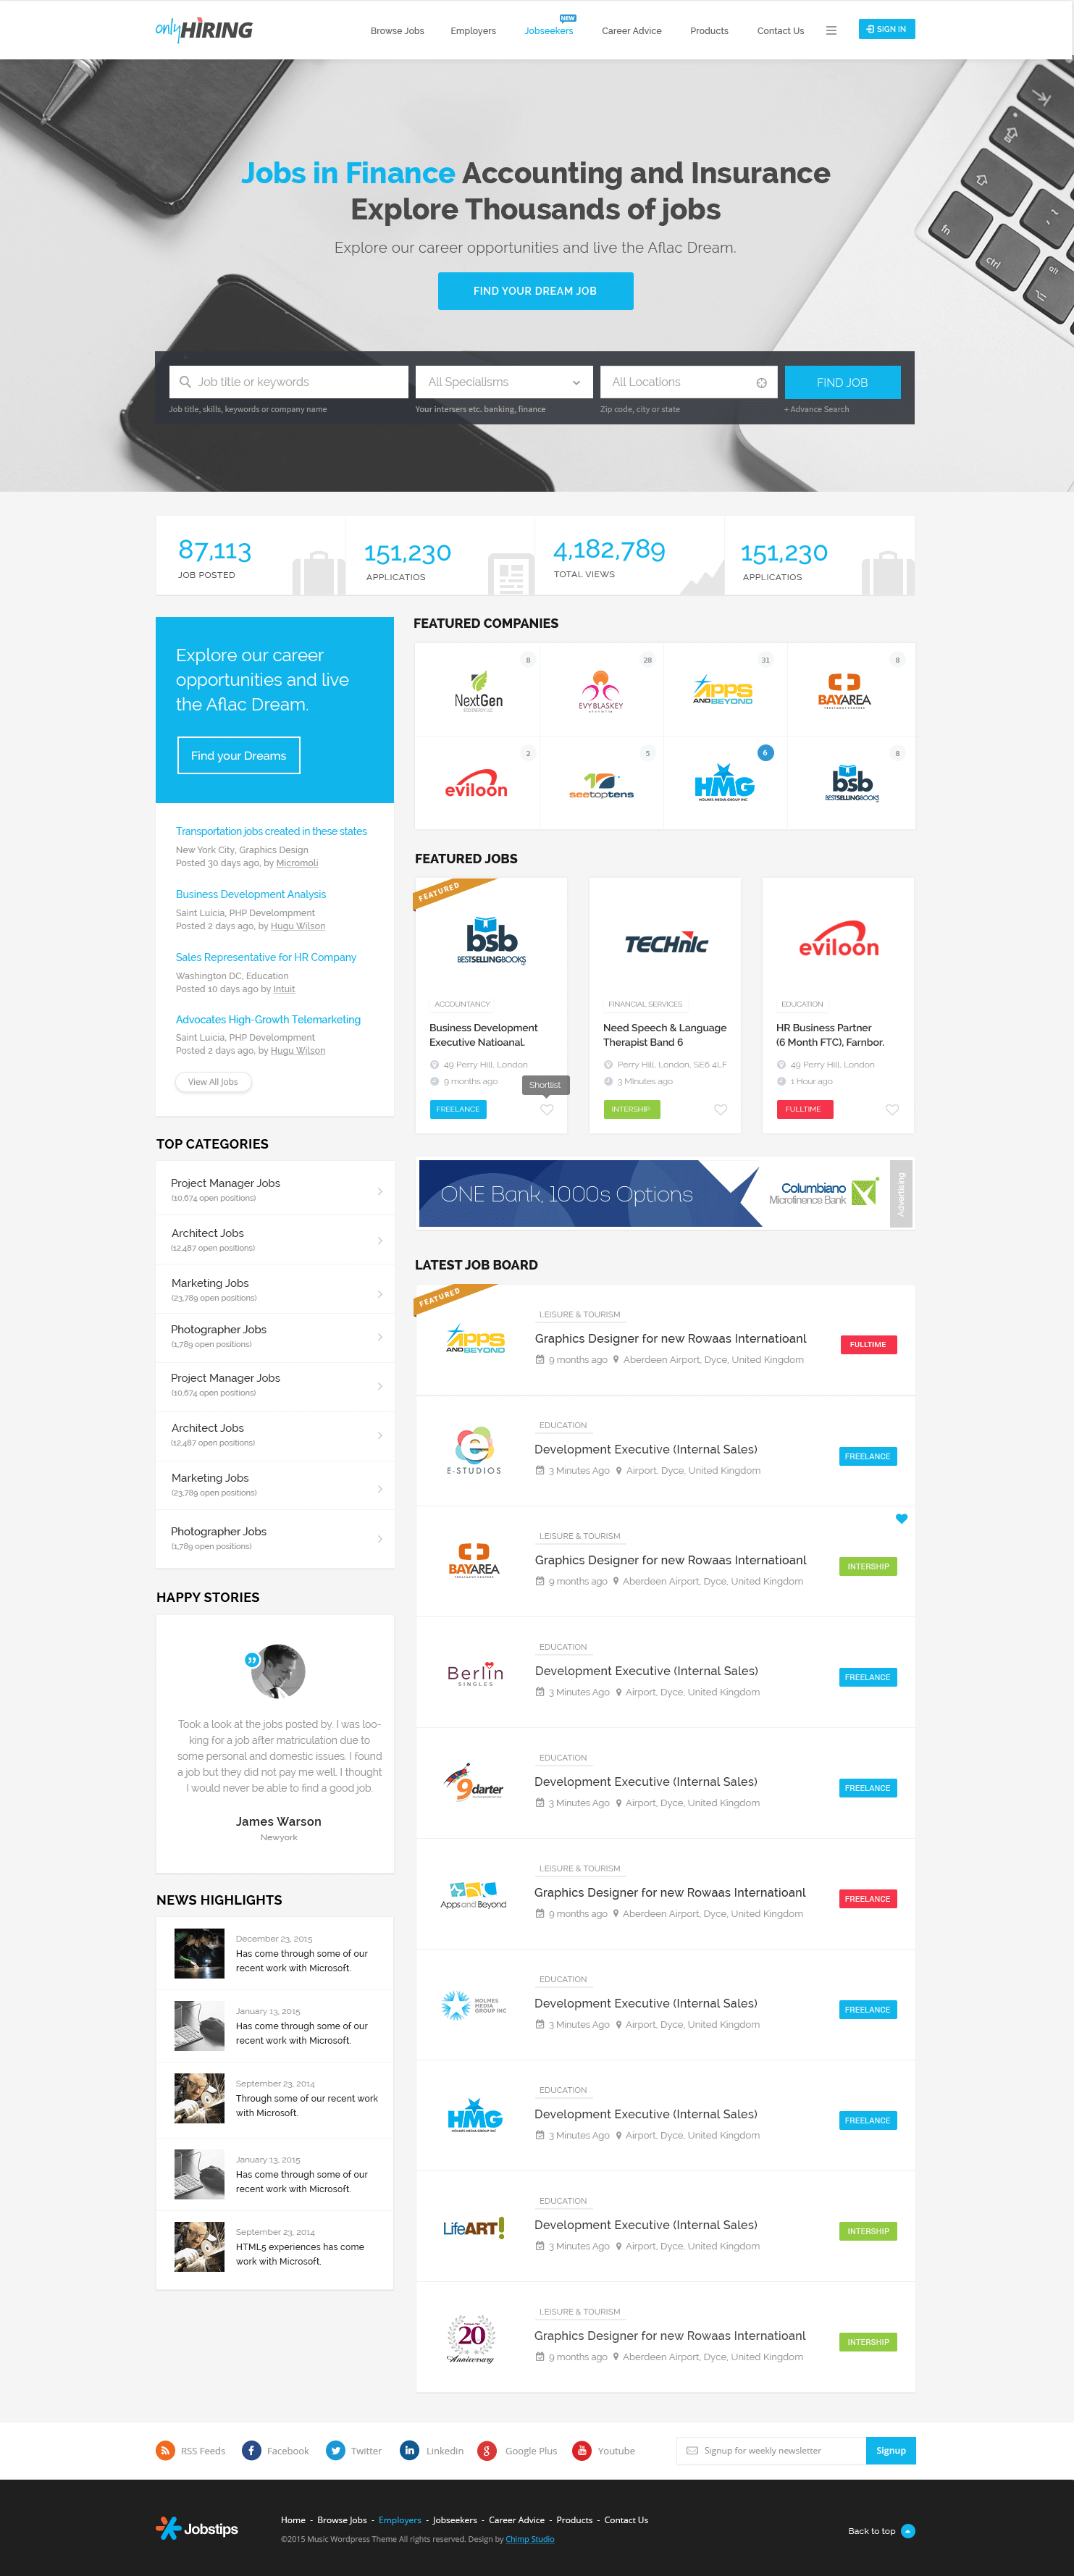 onlyHIRING
Browse Jobs Employers Jobseekers NEW Career Advice Products Contact Us SIGN IN
Jobs in Finance Accounting and Insurance
Explore Thousands of jobs
Explore our career opportunities and live the Aflac Dream.
FIND YOUR DREAM JOB
Job title or keywords All Specialisms All Locations FIND JOB
Job title, skills, keywords or company name Your intersers etc. banking, finance Zip code, city or state + Advance Search
87,113
JOB POSTED
151,230
APPLICATIOS
4,182,789
TOTAL VIEWS
151,230
APPLICATIOS
Explore our career
opportunities and live
the Aflac Dream.
Find your Dreams
Transportation jobs created in these states
New York City, Graphics Design
Posted 30 days ago, by Micromoli
Business Development Analysis
Saint Luicia, PHP Develompment
Posted 2 days ago, by Hugu Wilson
Sales Representative for HR Company
Washington DC, Education
Posted 10 days ago by Intuit
Advocates High-Growth Telemarketing
Saint Luicia, PHP Development
Posted 2 days ago, by Hugu Wilson
View All Jobs
TOP CATEGORIES
Project Manager Jobs
(10,674 open positions)
Architect Jobs
(12,487 open positions)
Marketing Jobs
(23,789 open positions)
Photographer Jobs
(1,789 open positions)
Project Manager Jobs
(10,674 open positions)
Architect Jobs
(12,487 open positions)
Marketing Jobs
(23,789 open positions)
Photographer Jobs
(1,789 open positions)
HAPPY STORIES
Took a look at the jobs posted by. I was loo-
king for a job after matriculation due to
some personal and domestic issues. I found
a job but they did not pay me well. I thought
I would never be able to find a good job.
James Warson
Newyork
NEWS HIGHLIGHTS
December 23, 2015
Has come through some of our
recent work with Microsoft.
January 13, 2015
Has come through some of our
recent work with Microsoft.
September 23, 2014
Through some of our recent work
with Microsoft.
January 13, 2015
Has come through some of our
recent work with Microsoft.
September 23, 2014
HTML5 experiences has come
work with Microsoft.
FEATURED COMPANIES
8 28 31 8
NextGen
EVY BLASKEY
APPS
AND BEYOND
BAYAREA
2 5 6 8
eviloon
seetoptens
HMG
HOLMES MEDIA GROUP INC
bsb
BESTSELLINGBOOKS
FEATURED JOBS
FEATURED
bsb
BESTSELLINGBOOKS
ACCOUNTANCY
Business Development
Executive Natioanal.
49 Perry Hill, London
9 months ago
Shortlist
FREELANCE
TECHnic
FINANCIAL SERVICES
Need Speech & Language
Therapist Band 6
Perry Hill, London, SE6 4LF
3 Minutes ago
INTERSHIP
eviloon
EDUCATION
HR Business Partner
(6 Month FTC), Farnbor.
49 Perry Hill, London
1 Hour ago
FULLTIME
ONE Bank, 1000s Options
Columbiano
Microfinence Bank
Advertising
LATEST JOB BOARD
FEATURED
APPS
AND BEYOND
LEISURE & TOURISM
Graphics Designer for new Rowaas Internatioanl
9 months ago Aberdeen Airport, Dyce, United Kingdom
FULLTIME
E-STUDIOS
EDUCATION
Development Executive (Internal Sales)
3 Minutes Ago Airport, Dyce, United Kingdom
FREELANCE
BAYAREA
LEISURE & TOURISM
Graphics Designer for new Rowaas Internatioanl
9 months ago Aberdeen Airport, Dyce, United Kingdom
INTERSHIP
Berlin
SINGLES
EDUCATION
Development Executive (Internal Sales)
3 Minutes Ago Airport, Dyce, United Kingdom
FREELANCE
9darter
EDUCATION
Development Executive (Internal Sales)
3 Minutes Ago Airport, Dyce, United Kingdom
FREELANCE
Apps and Beyond
LEISURE & TOURISM
Graphics Designer for new Rowaas Internatioanl
9 months ago Aberdeen Airport, Dyce, United Kingdom
FREELANCE
HOLMES
MEDIA
GROUP INC
EDUCATION
Development Executive (Internal Sales)
3 Minutes Ago Airport, Dyce, United Kingdom
FREELANCE
HMG
HOLMES MEDIA GROUP INC
EDUCATION
Development Executive (Internal Sales)
3 Minutes Ago Airport, Dyce, United Kingdom
FREELANCE
LifeART!
EDUCATION
Development Executive (Internal Sales)
3 Minutes Ago Airport, Dyce, United Kingdom
INTERSHIP
20
Anniversary
LEISURE & TOURISM
Graphics Designer for new Rowaas Internatioanl
9 months ago Aberdeen Airport, Dyce, United Kingdom
INTERSHIP
RSS Feeds Facebook Twitter Linkedin Google Plus Youtube Signup for weekly newsletter Signup
Jobstips
Home - Browse Jobs - Employers - Jobseekers - Career Advice - Products - Contact Us
©2015 Music Wordpress Theme All rights reserved. Design by Chimp Studio
Back to top